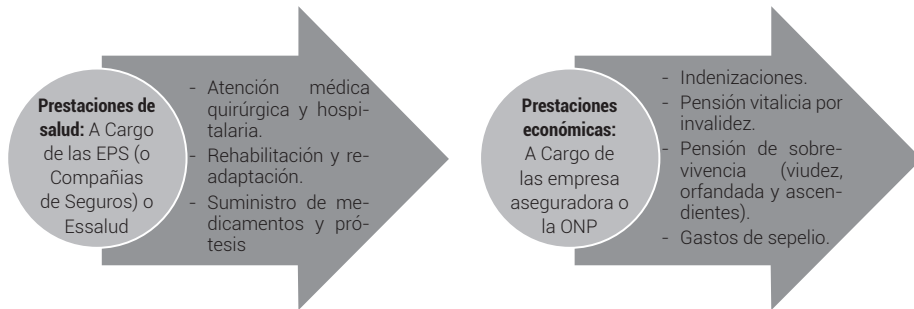 Prestaciones de
salud: A Cargo
de las EPS (o
Compañias
de Seguros) o
Essalud
- Atención médica
quirúrgica y hospi-
talaria.
- Rehabilitación y re-
adaptación.
- Suministro de me-
dicamentos y pró-
tesis
Prestaciones
económicas:
A Cargo de
las empresa
aseguradora o
la ONP
- Indenizaciones.
- Pensión vitalicia por
invalidez.
- Pensión de sobre-
vivencia (viudez,
orfandada y ascen-
dientes).
- Gastos de sepelio.